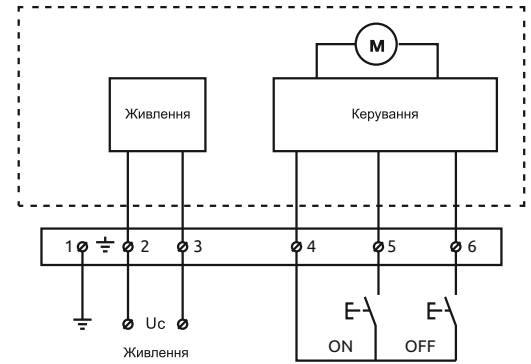 M
Живлення
Керування
1 2 3 4 5 6
Uc
ON OFF
Живлення